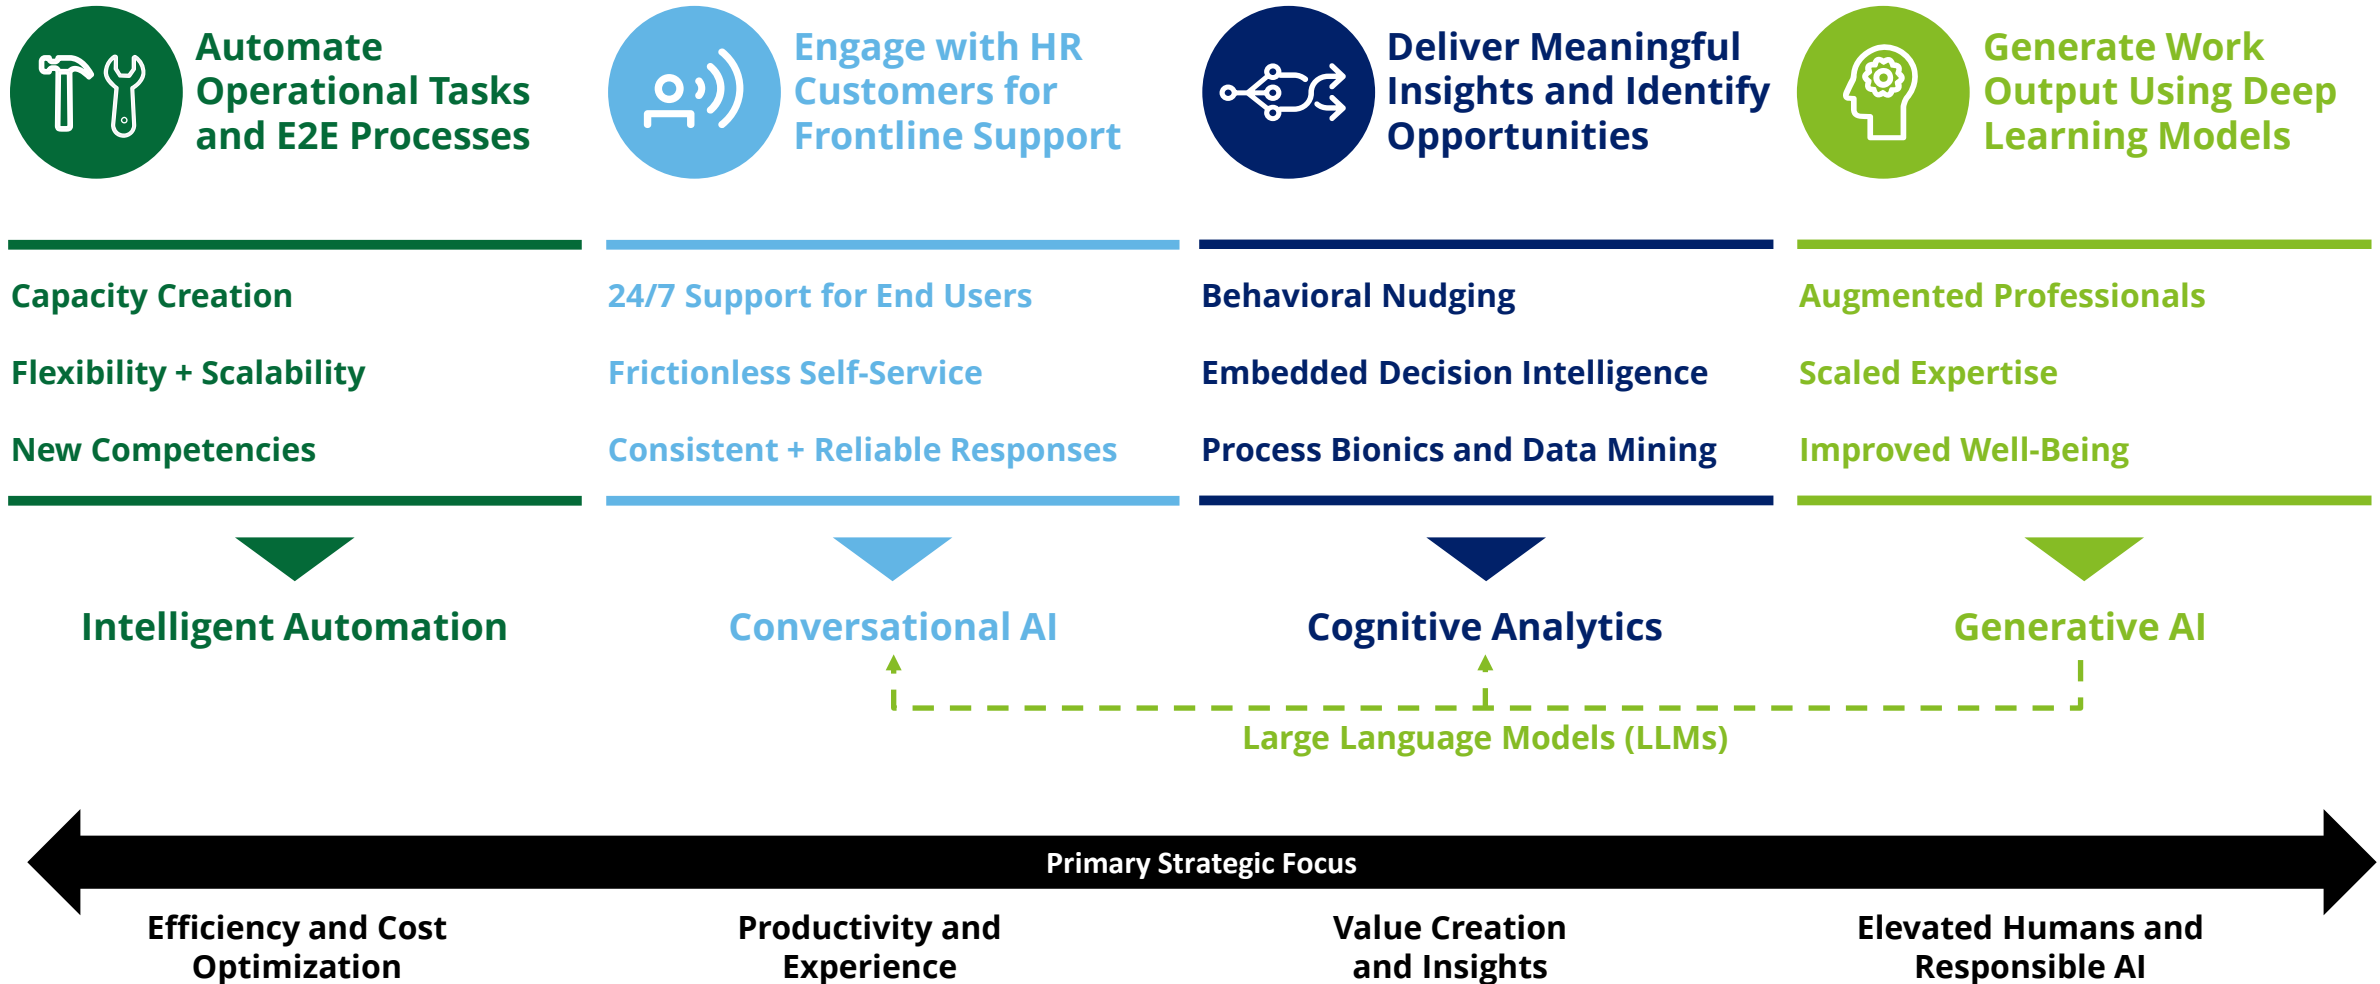 Automate
Operational Tasks
and E2E Processes
Engage with HR
Customers for
Frontline Support
Deliver Meaningful
Insights and Identify
Opportunities
Generate Work
Output Using Deep
Learning Models
Capacity Creation
Flexibility + Scalability
New Competencies
24/7 Support for End Users
Frictionless Self-Service
Consistent + Reliable Responses
Behavioral Nudging
Embedded Decision Intelligence
Process Bionics and Data Mining
Augmented Professionals
Scaled Expertise
Improved Well-Being
Intelligent Automation
Conversational AI
Cognitive Analytics
Generative AI
Large Language Models (LLMs)
Primary Strategic Focus
Efficiency and Cost
Optimization
Productivity and
Experience
Value Creation
and Insights
Elevated Humans and
Responsible AI